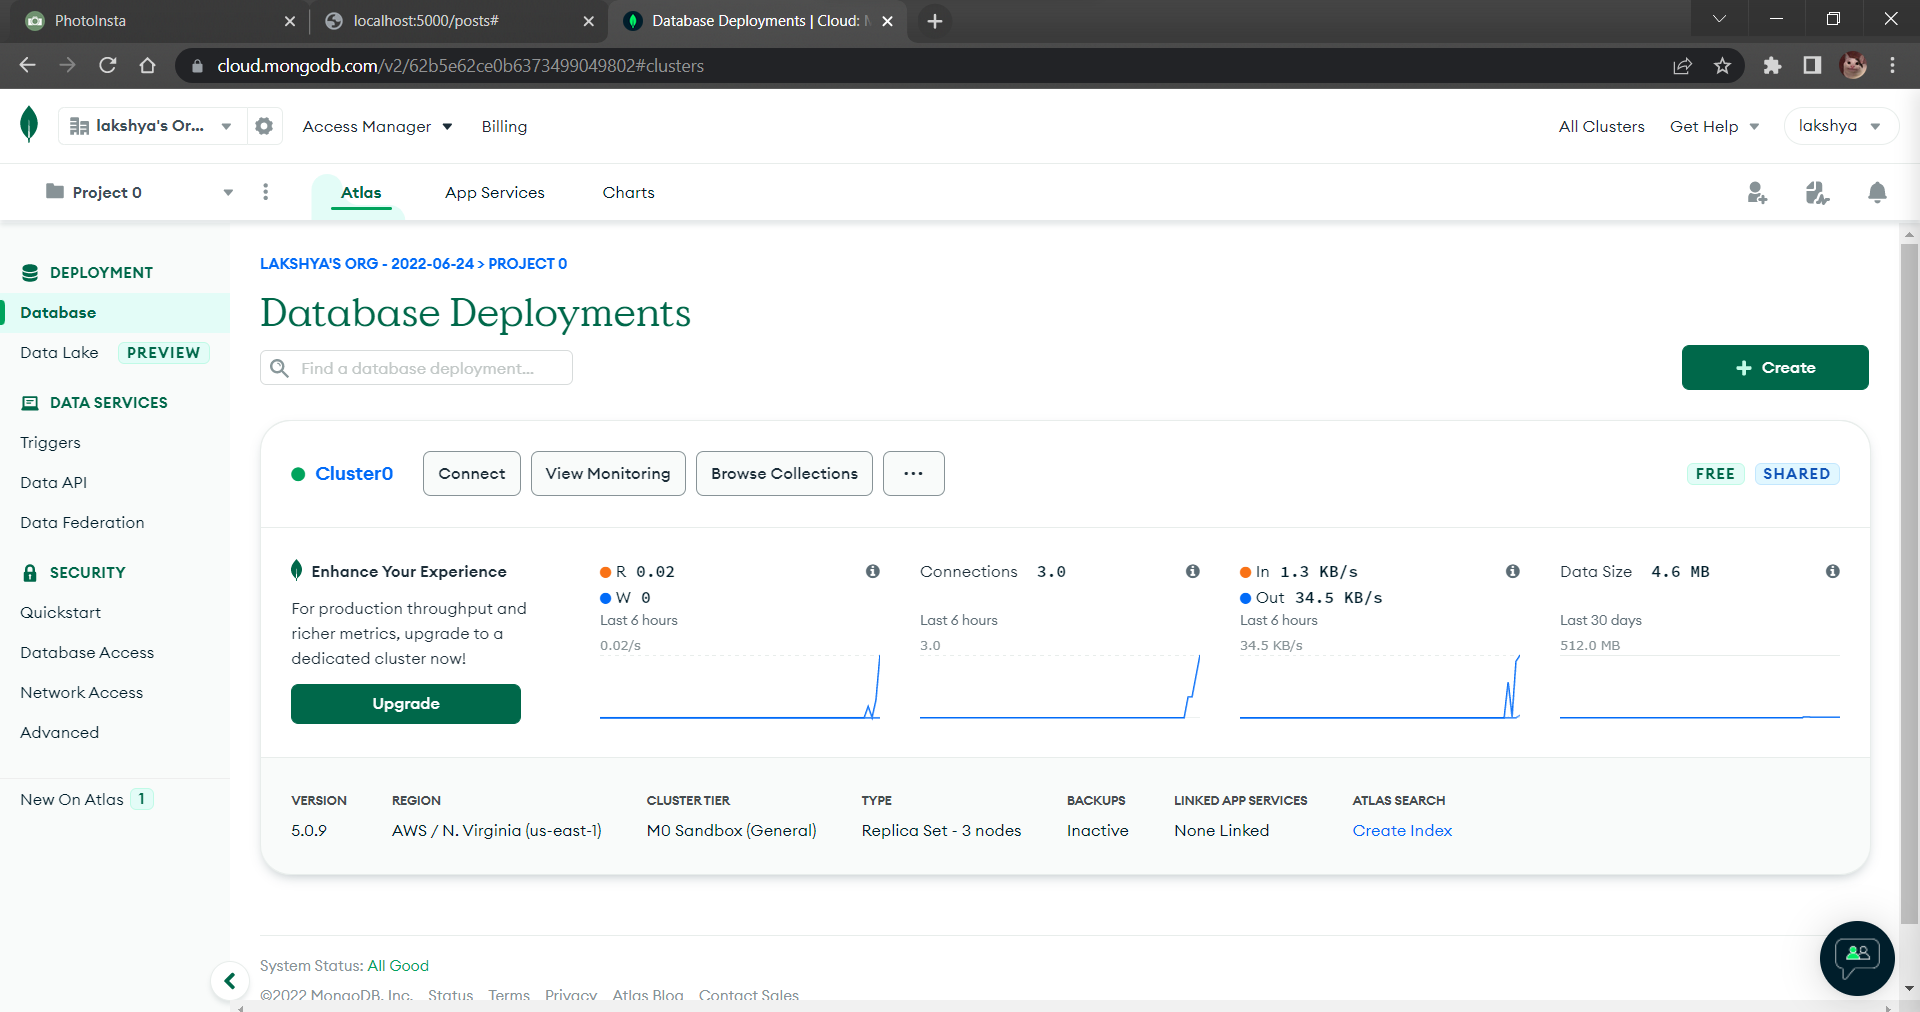 PhotoInsta
localhost:5000/posts#
Database Deployments | Cloud:
cloud.mongodb.com/v2/62b5e62ce0b6373499049802#clusters
lakshya's Or...
Access Manager
Billing
All Clusters
Get Help
lakshya
Project 0
Atlas
App Services
Charts
DEPLOYMENT
Database
Data Lake PREVIEW
DATA SERVICES
Triggers
Data API
Data Federation
SECURITY
Quickstart
Database Access
Network Access
Advanced
New On Atlas 1
LAKSHYA'S ORG - 2022-06-24 > PROJECT 0
Database Deployments
Find a database deployment...
+ Create
Cluster0
Connect
View Monitoring
Browse Collections
...
FREE
SHARED
Enhance Your Experience
For production throughput and
richer metrics, upgrade to a
dedicated cluster now!
Upgrade
R 0.02
W 0
Last 6 hours
0.02/s
Connections 3.0
Last 6 hours
3.0
In 1.3 KB/s
Out 34.5 KB/s
Last 6 hours
34.5 KB/s
Data Size 4.6 MB
Last 30 days
512.0 MB
VERSION
5.0.9
REGION
AWS / N. Virginia (us-east-1)
CLUSTER TIER
M0 Sandbox (General)
TYPE
Replica Set - 3 nodes
BACKUPS
Inactive
LINKED APP SERVICES
None Linked
ATLAS SEARCH
Create Index
System Status: All Good
©2022 MongoDB, Inc. Status Terms Privacy Atlas Blog Contact Sales